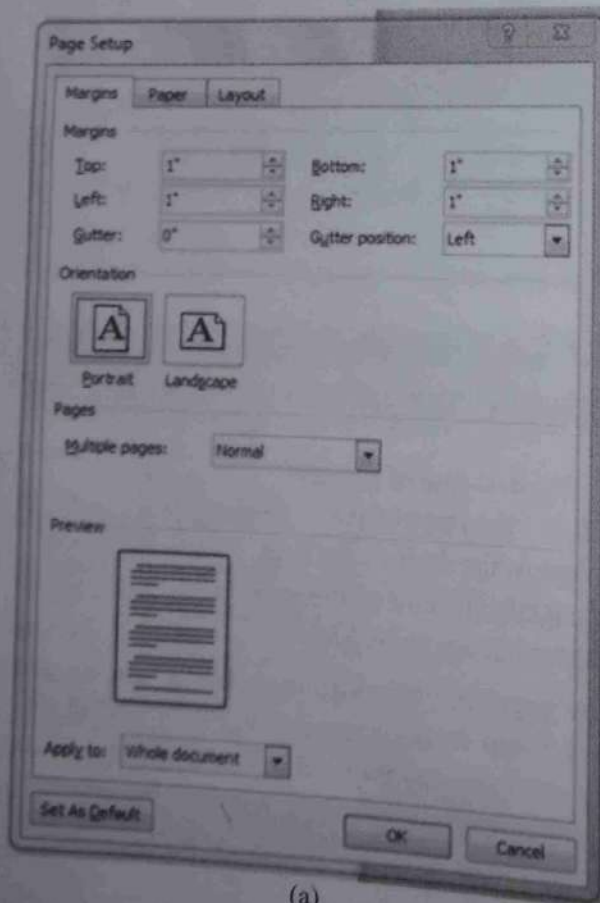 Page Setup
Margins Paper Layout
Margins
Top: 1" Bottom: 1"
Left: 1" Right: 1"
Gutter: 0" Gutter position: Left
Orientation
A A
Portrait Landscape
Pages
Multiple pages: Normal
Preview
Apply to: Whole document
Set As Default OK Cancel
(a)